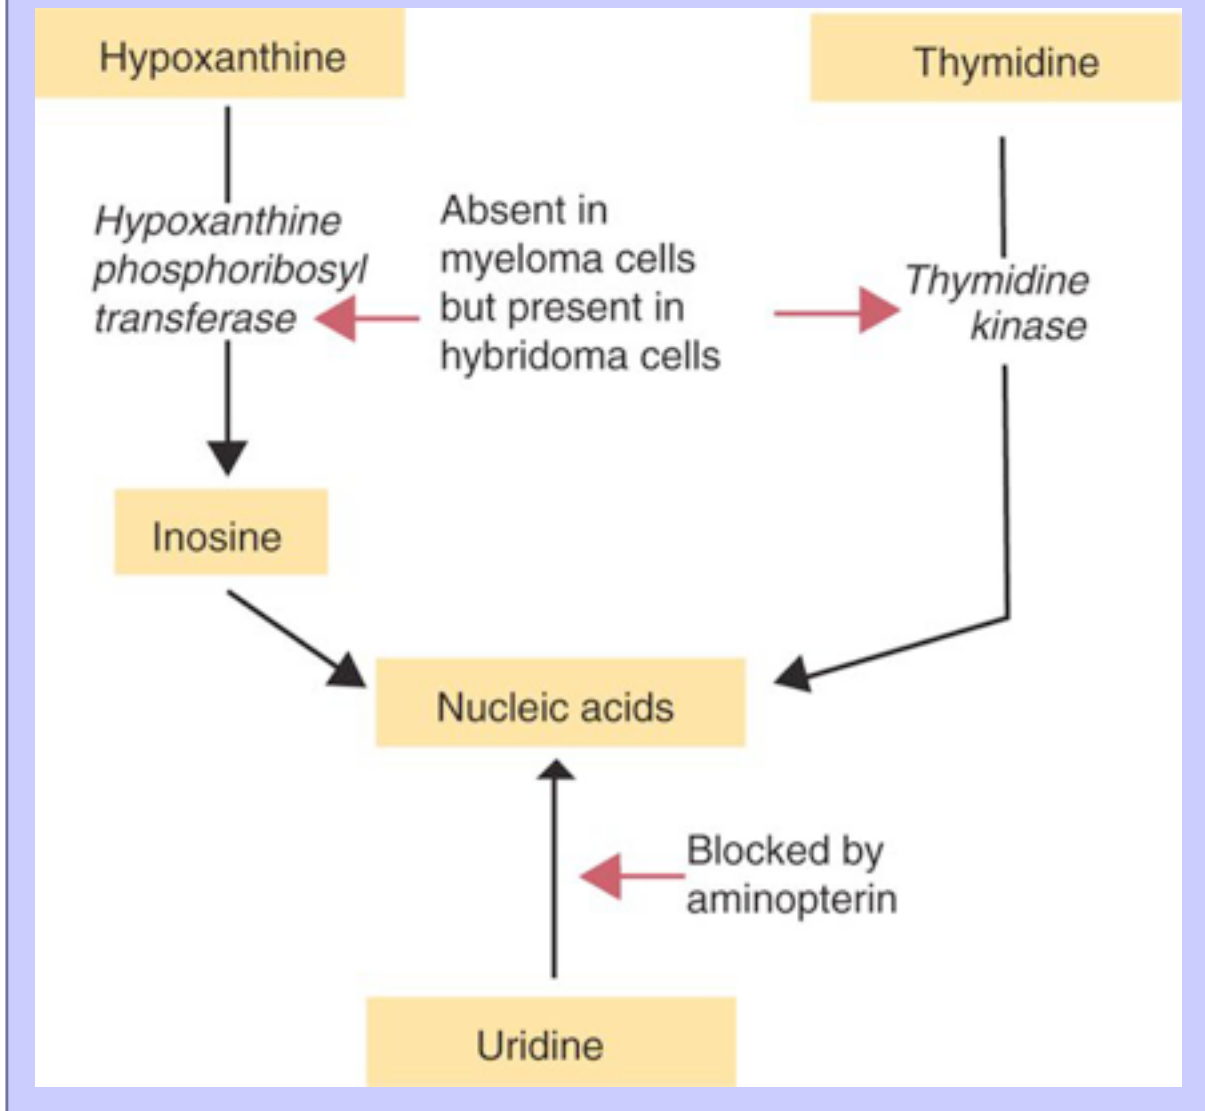 Hypoxanthine
Thymidine
Hypoxanthine
phosphoribosyl
transferase
Absent in
myeloma cells
but present in
hybridoma cells
Thymidine
kinase
Inosine
Nucleic acids
Blocked by
aminopterin
Uridine